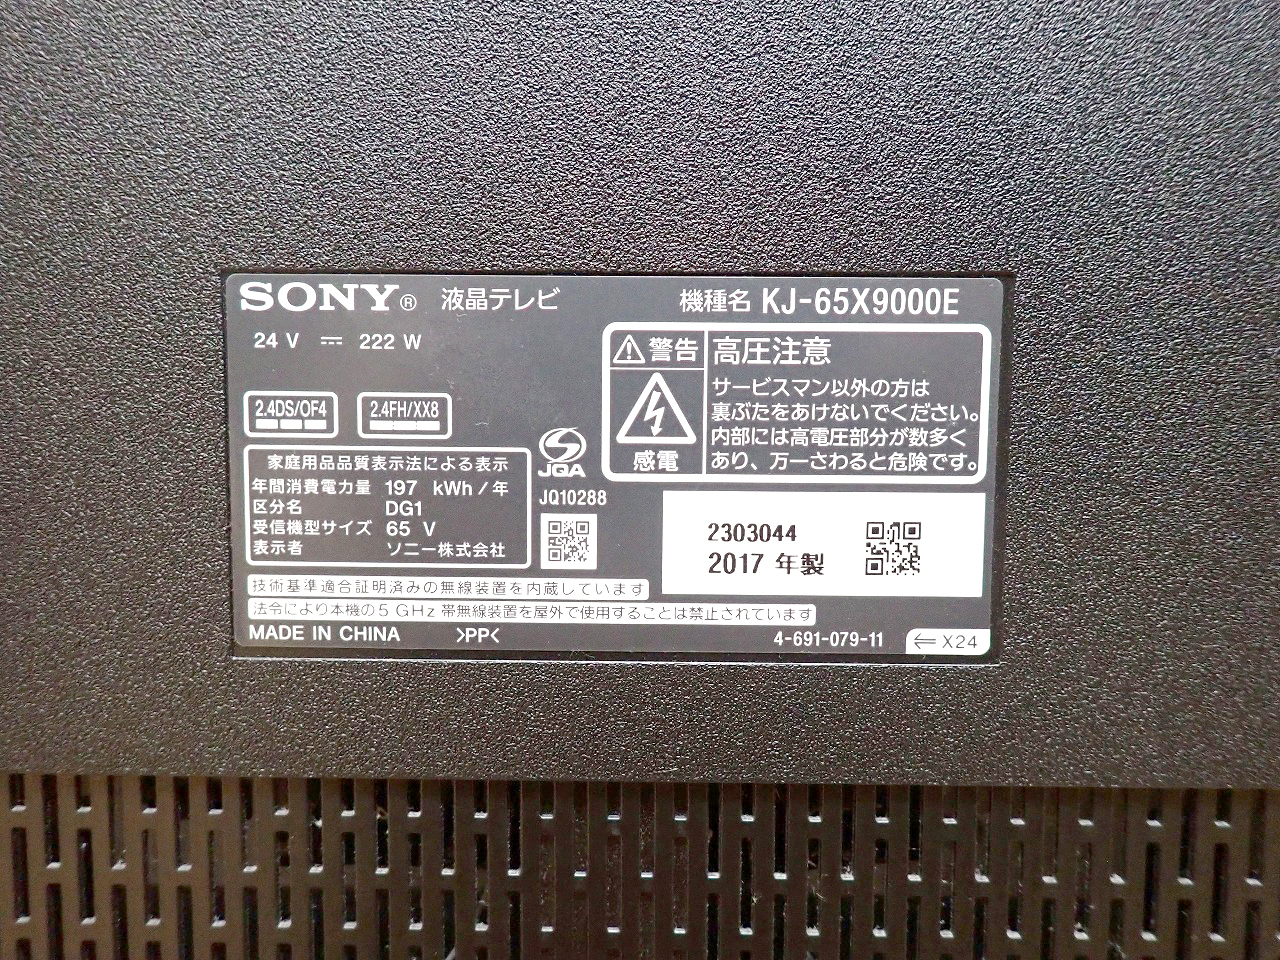 SONY® 液晶テレビ
機種名 KJ-65X9000E
24 V ⎓ 222 W
2.4DS/OF4
2.4FH/XX8
警告 高圧注意
感電
サービスマン以外の方は
裏ぶたをあけないでください。
内部には高電圧部分が数多く
あり、万一さわると危険です。
家庭用品品質表示法による表示
年間消費電力量 197 kWh/年
区分名 DG1
受信機型サイズ 65 V
表示者 ソニー株式会社
JQA
JQ10288
2303044
2017 年製
技術基準適合証明済みの無線装置を内蔵しています
法令により本機の5 GHz 帯無線装置を屋外で使用することは禁止されています
MADE IN CHINA >PP<
4-691-079-11 ← X24